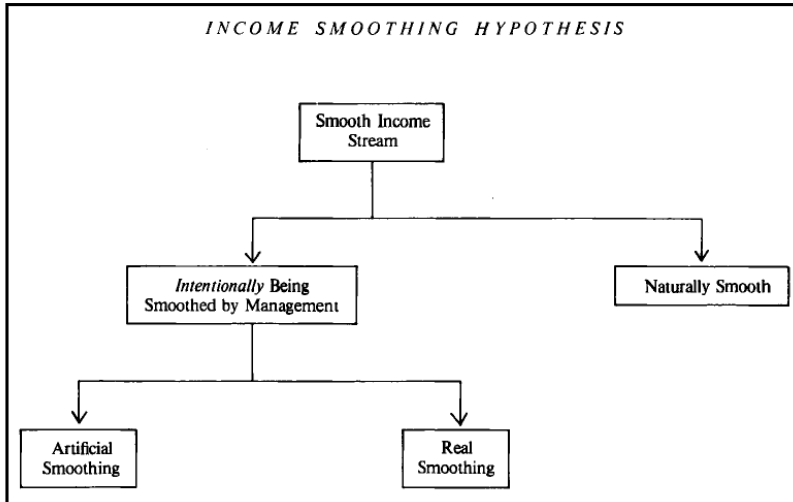 INCOME SMOOTHING HYPOTHESIS
Smooth Income
Stream
Intentionally Being
Smoothed by Management
Naturally Smooth
Artificial
Smoothing
Real
Smoothing